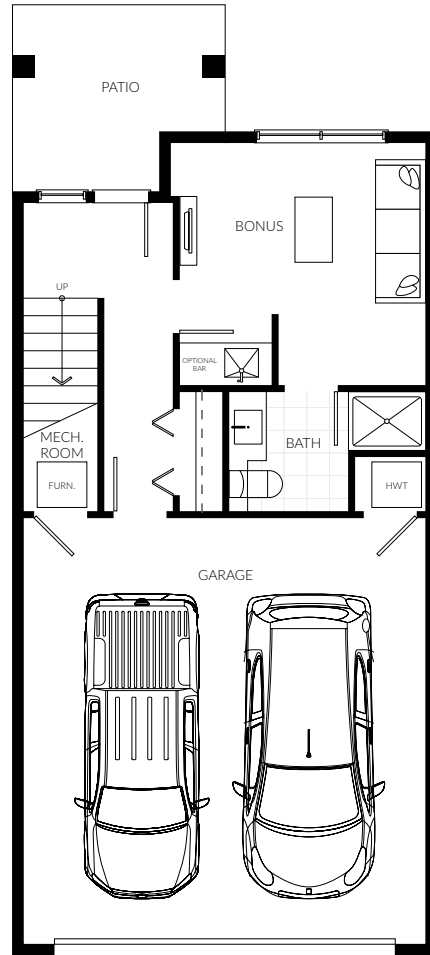 PATIO
BONUS
UP
OPTIONAL
BAR
MECH.
ROOM
BATH
FURN.
HWT
GARAGE